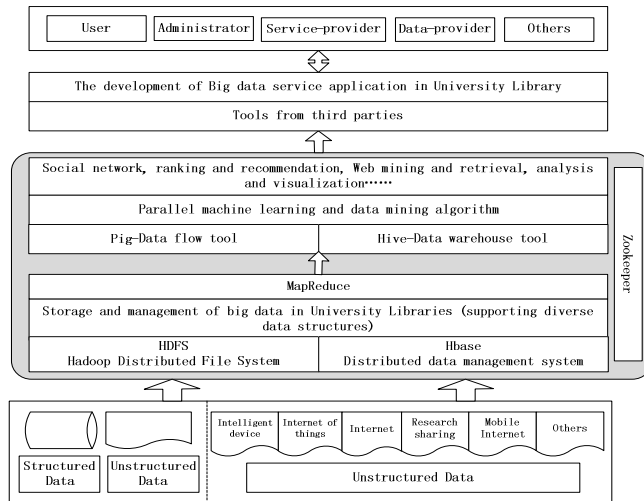 User
Administrator
Service-provider
Data-provider
Others
The development of Big data service application in University Library
Tools from third parties
Social network, ranking and recommendation, Web mining and retrieval, analysis
and visualization······
Parallel machine learning and data mining algorithm
Pig-Data flow tool
Hive-Data warehouse tool
Zookeeper
MapReduce
Storage and management of big data in University Libraries (supporting diverse
data structures)
HDFS
Hadoop Distributed File System
Hbase
Distributed data management system
Structured
Data
Unstructured
Data
Intelligent
device
Internet of
things
Internet
Research
sharing
Mobile
Internet
Others
Unstructured Data